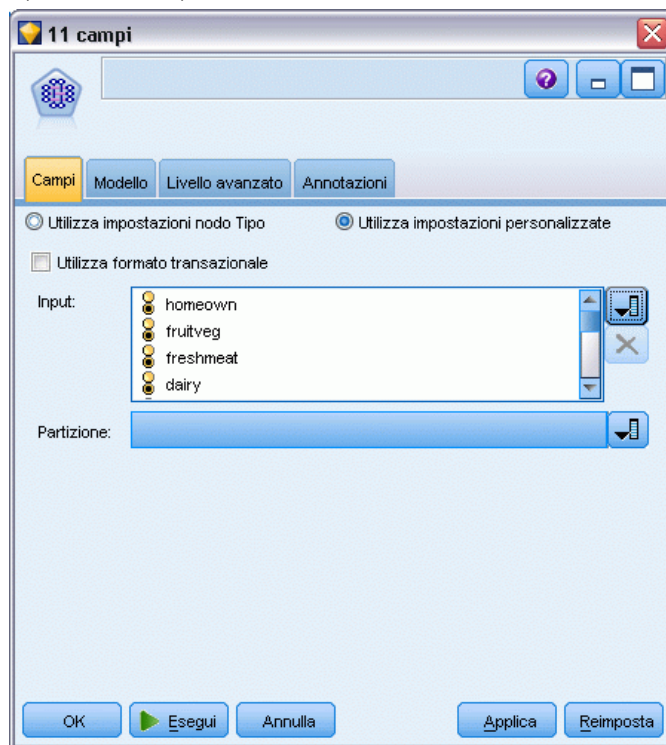 11 campi
Campi Modello Livello avanzato Annotazioni
Utilizza impostazioni nodo Tipo Utilizza impostazioni personalizzate
Utilizza formato transazionale
Input:
homeown
fruitveg
freshmeat
dairy
Partizione:
OK Esegui Annulla Applica Reimposta